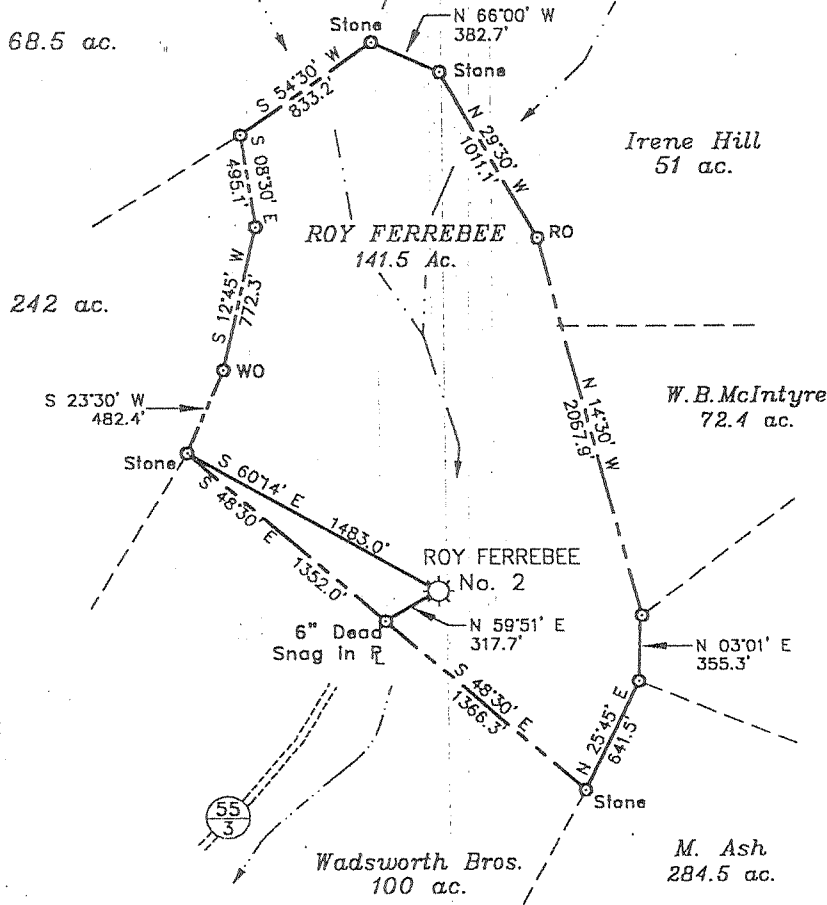 68.5 ac.
Stone
N 66°00' W
382.7'
Stone
S 54°30' W
833.2'
S 08°30' E
495.1'
N 29°30' W
1011.1'
Irene Hill
51 ac.
ROY FERREBEE
141.5 Ac.
RO
242 ac.
S 12°45' W
772.3'
WO
S 23°30' W
482.4'
Stone
N 14°30' W
2067.9'
W.B.McIntyre
72.4 ac.
S 60°14' E
1483.0'
S 48°30' E
1352.0'
ROY FERREBEE
No. 2
6" Dead
Snag in PL
N 59°51' E
317.7'
N 03°01' E
355.3'
S 48°30' E
1366.3'
N 25°45' E
641.5'
Stone
55
3
Wadsworth Bros.
100 ac.
M. Ash
284.5 ac.